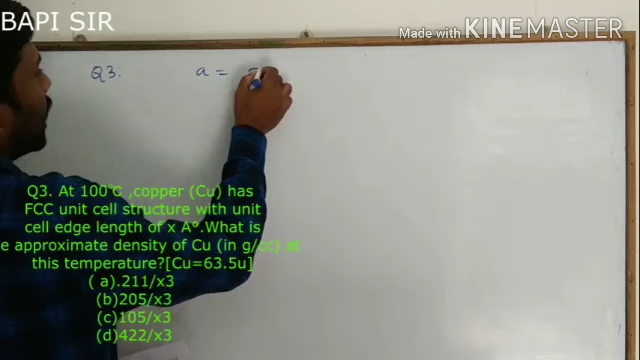 BAPI SIR
Made with KINEMASTER
Q3. a =
Q3. At 100°C ,copper (Cu) has
FCC unit cell structure with unit
cell edge length of x A°.What is
e approximate density of Cu (in g/cc) at
this temperature?[Cu=63.5u]
( a).211/x3
(b)205/x3
(c)105/x3
(d)422/x3